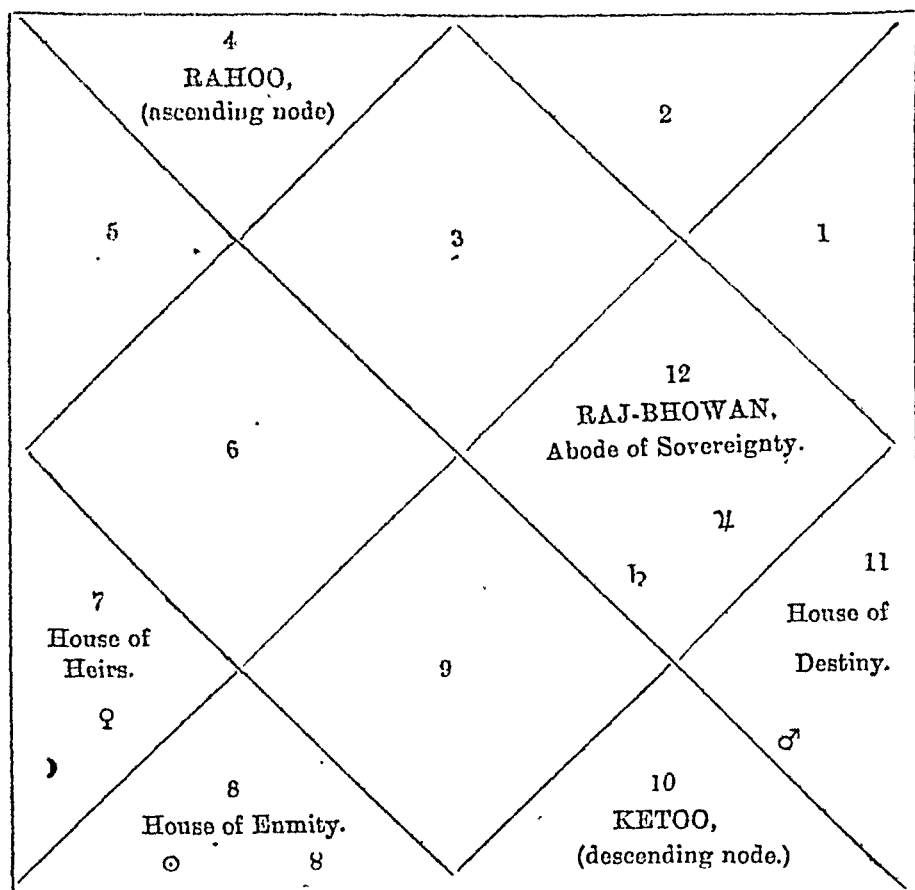 4
RAHOO,
(ascending node)
2
5
3
1
12
RAJ-BHOWAN,
Abode of Sovereignty.
♃
♄
6
11
House of
Destiny.
♂
7
House of
Heirs.
♀
☽
9
8
House of Enmity.
☉ ☿
10
KETOO,
(descending node.)